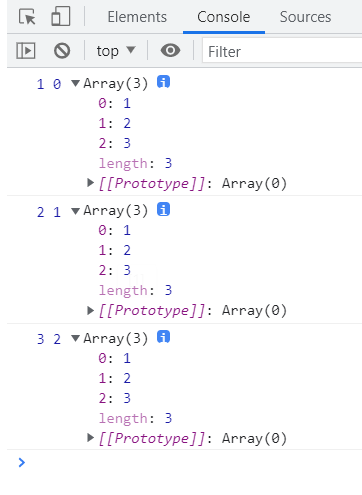 Elements Console Sources
top Filter
1 0 Array(3) i
0: 1
1: 2
2: 3
length: 3
[[Prototype]]: Array(0)
2 1 Array(3) i
0: 1
1: 2
2: 3
length: 3
[[Prototype]]: Array(0)
3 2 Array(3) i
0: 1
1: 2
2: 3
length: 3
[[Prototype]]: Array(0)